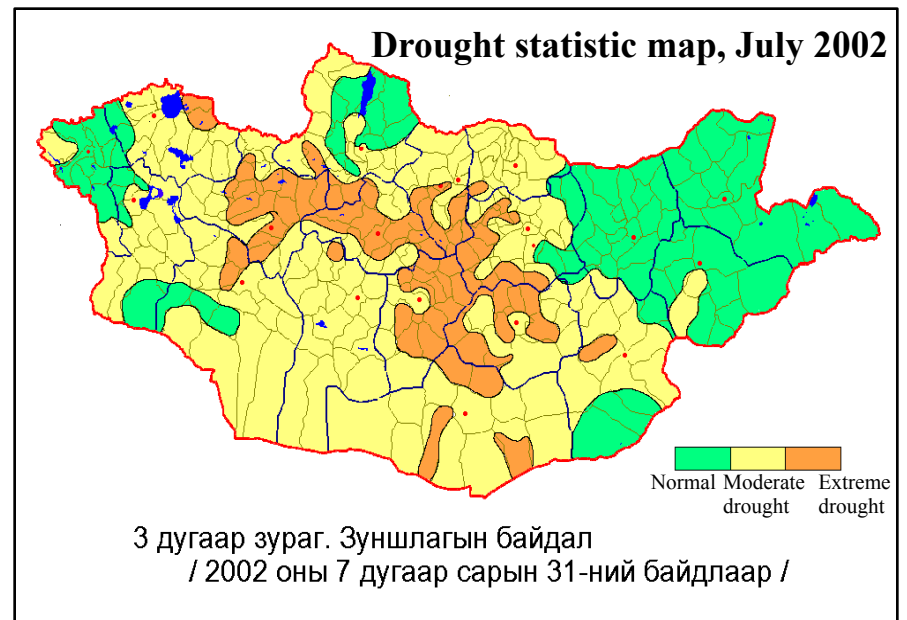 Drought statistic map, July 2002
Normal Moderate Extreme
drought drought
3 дугаар зураг. Зуншлагын байдал
/ 2002 оны 7 дугаар сарын 31-ний байдлаар /